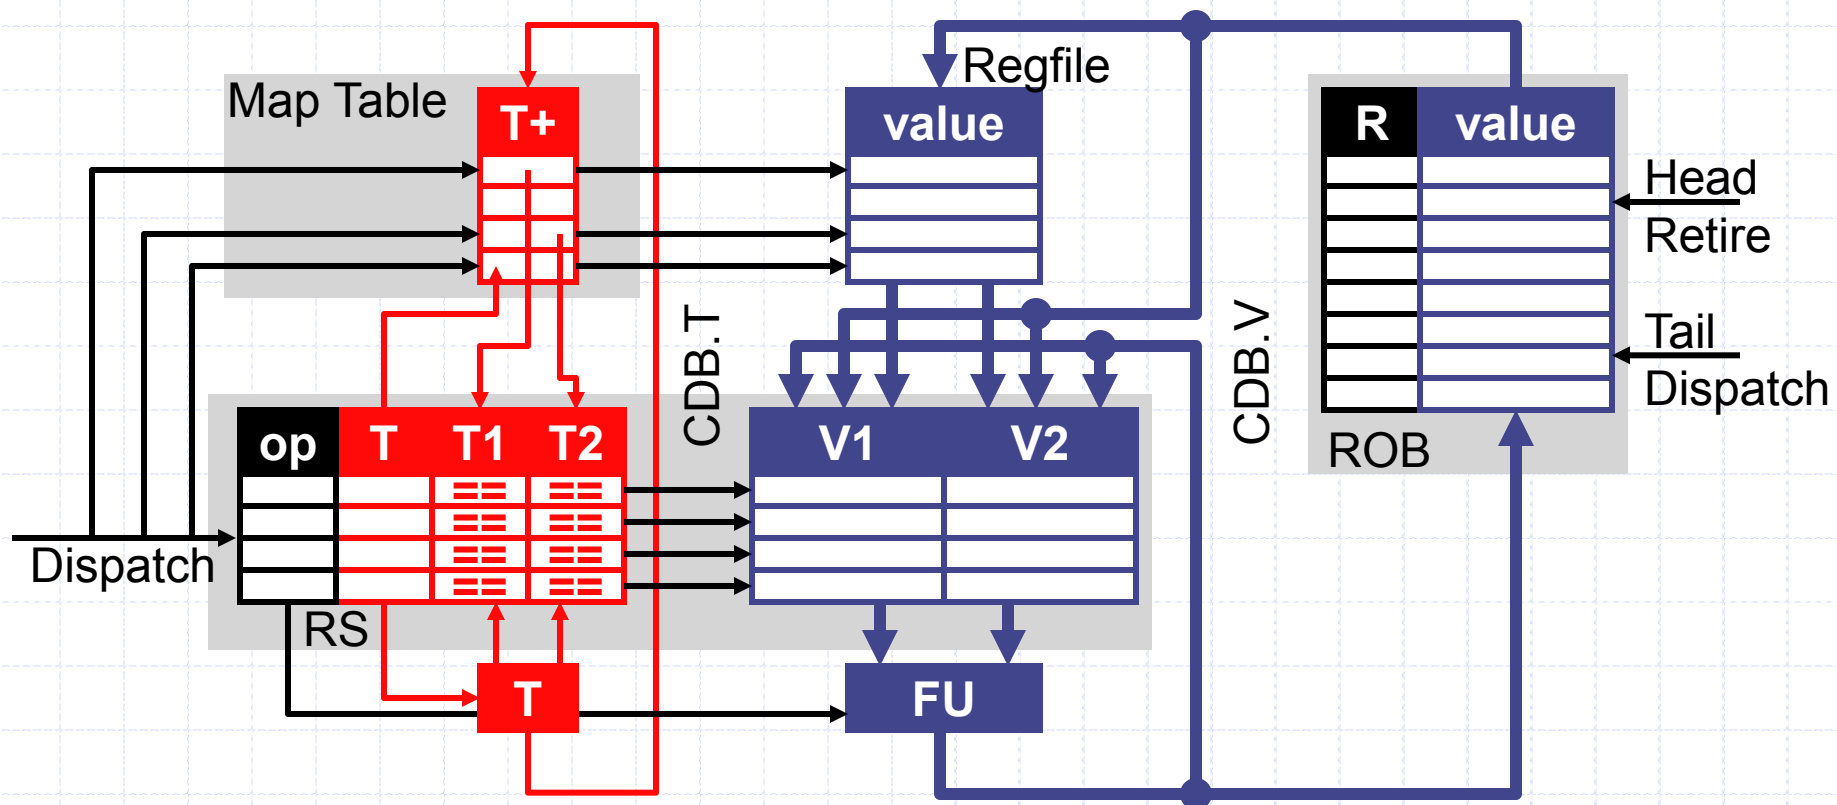 Regfile
Map Table
T+
value
R
value
Head
Retire
CDB.T
CDB.V
Tail
Dispatch
op
T
T1
T2
V1
V2
ROB
Dispatch
RS
T
FU